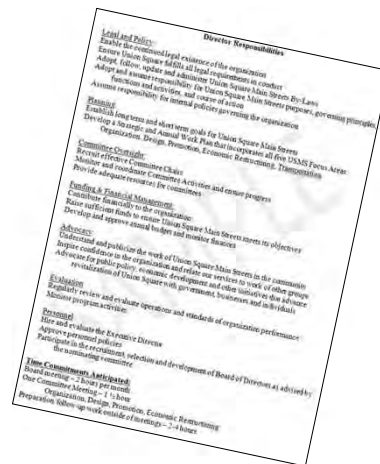 Director Responsibilities
Legal and Policy:
Enable the continued legal existence of the organization
Ensure Union Square fulfills all legal requirements in conduct
Adopt, follow, update and administer Union Square Main Streets By-Laws
Adopt and assume responsibility for Union Square Main Streets purposes, governing principles,
functions and activities, and course of action
Assume responsibility for internal policies governing the organization
Planning
Establish long term and short term goals for Union Square Main Streets
Develop a Strategic and Annual Work Plan that incorporates all five USMS Focus Areas
Organization, Design, Promotion, Economic Restructuring, Transportation
Committee Oversight:
Recruit effective Committee Chairs
Monitor and coordinate Committee Activities and ensure progress
Provide adequate resources for committees
Funding & Financial Management:
Contribute financially to the organization
Raise sufficient funds to ensure Union Square Main Streets meets its objectives
Develop and approve annual budgets and monitor finances
Advocacy
Understand and publicize the work of Union Square Main Streets in the community
Inspire confidence in the organization and relate our services to work of other groups
Advocate for public policy, economic development and other initiatives that advance
revitalization of Union Square with government, businesses and individuals
Evaluation
Regularly review and evaluate operations and standards of organization performance
Monitor program activities
Personnel
Hire and evaluate the Executive Director
Approve personnel policies
Participate in the recruitment, selection and development of Board of Directors as advised by
the nominating committee
Time Commitments Anticipated:
Board meeting – 2 hours per month
One Committee Meeting – 1 ½ hour
Organization, Design, Promotion, Economic Restructuring
Preparation/follow-up work outside of meetings – 2-4 hours